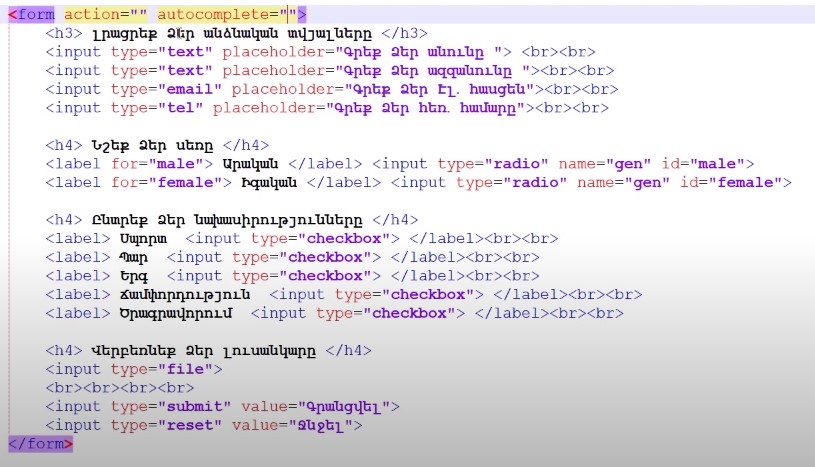 <form action="" autocomplete="">
<h3> լրացրեք Ձեր անձնական տվյալները </h3>
<input type="text" placeholder="Գրեք Ձեր անունը "> <br><br>
<input type="text" placeholder="Գրեք Ձեր ազգանունը "><br><br>
<input type="email" placeholder="Գրեք Ձեր Էլ. հասցեն"><br><br>
<input type="tel" placeholder="Գրեք Ձեր հեռ. համարը"><br><br>
<h4> Նշեք Ձեր սեռը </h4>
<label for="male"> Արական </label> <input type="radio" name="gen" id="male">
<label for="female"> Իգական </label> <input type="radio" name="gen" id="female">
<h4> Ընտրեք Ձեր նախասիրությունները </h4>
<label> Սպորտ <input type="checkbox"> </label><br><br>
<label> Պար <input type="checkbox"> </label><br><br>
<label> Երգ <input type="checkbox"> </label><br><br>
<label> Ճամփորդություն <input type="checkbox"> </label><br><br>
<label> Ծրագրավորում <input type="checkbox"> </label><br><br>
<h4> Վերբեռնեք Ձեր լուսանկարը </h4>
<input type="file">
<br><br><br><br>
<input type="submit" value="Գրանցվել">
<input type="reset" value="Ջնջել">
</form>